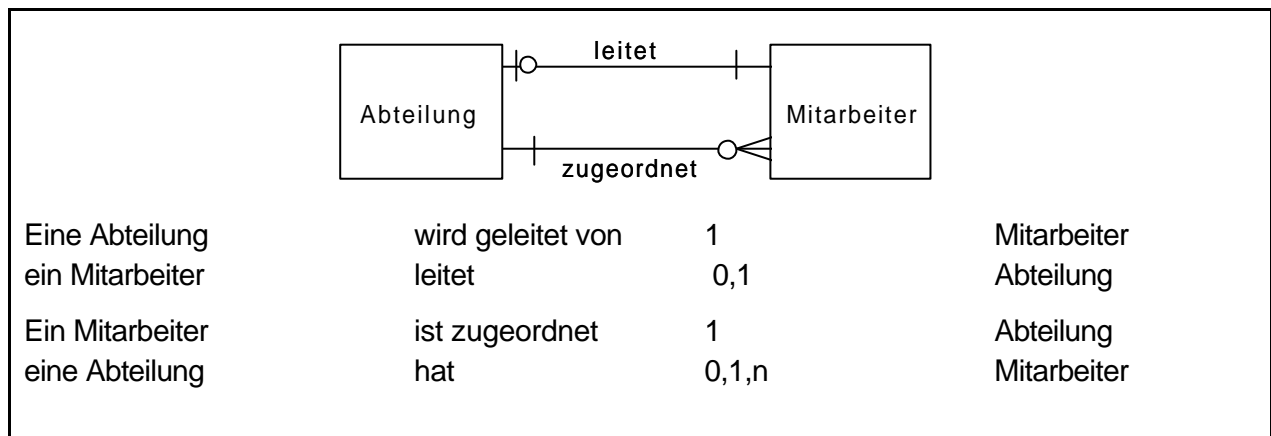 leitet
Abteilung
Mitarbeiter
zugeordnet
Eine Abteilung wird geleitet von 1 Mitarbeiter
ein Mitarbeiter leitet 0,1 Abteilung
Ein Mitarbeiter ist zugeordnet 1 Abteilung
eine Abteilung hat 0,1,n Mitarbeiter